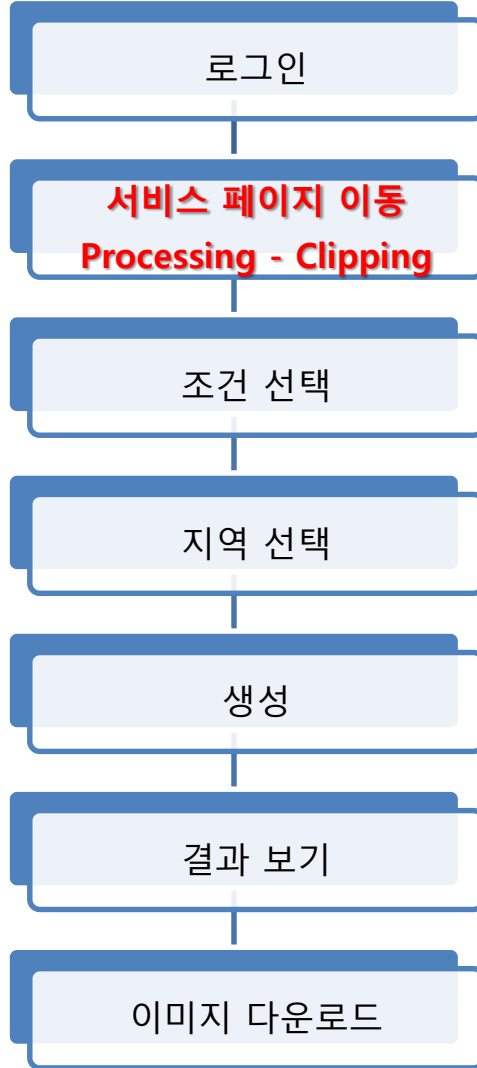 로그인
서비스 페이지 이동
Processing - Clipping
조건 선택
지역 선택
생성
결과 보기
이미지 다운로드